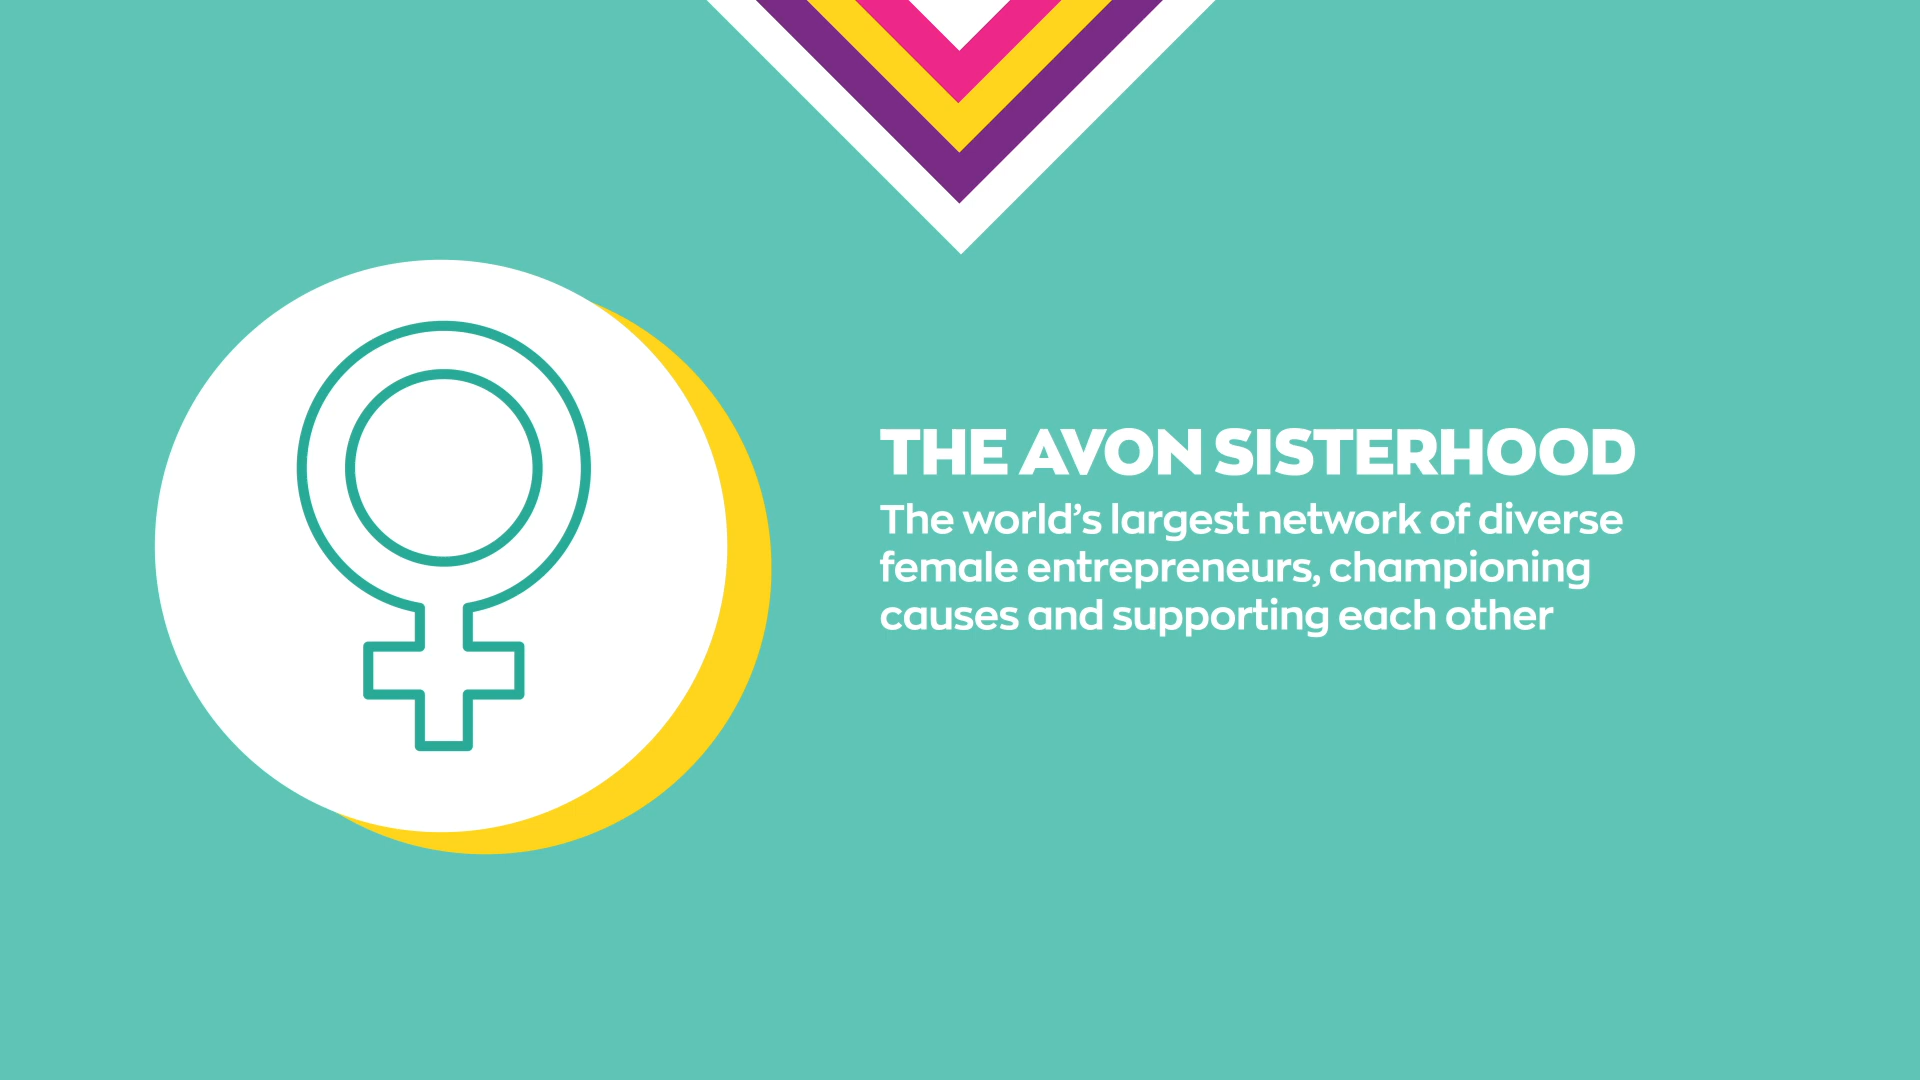 THE AVON SISTERHOOD
The world’s largest network of diverse
female entrepreneurs, championing
causes and supporting each other